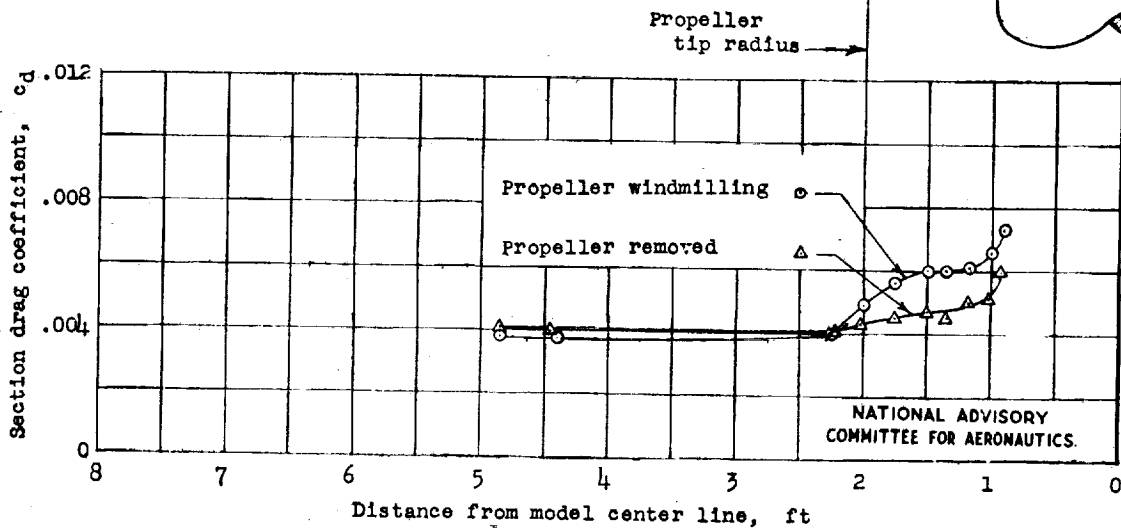 Propeller
tip radius
Section drag coefficient, cd
.012
.008
.004
0
Propeller windmilling
Propeller removed
NATIONAL ADVISORY
COMMITTEE FOR AERONAUTICS.
8 7 6 5 4 3 2 1 0
Distance from model center line, ft